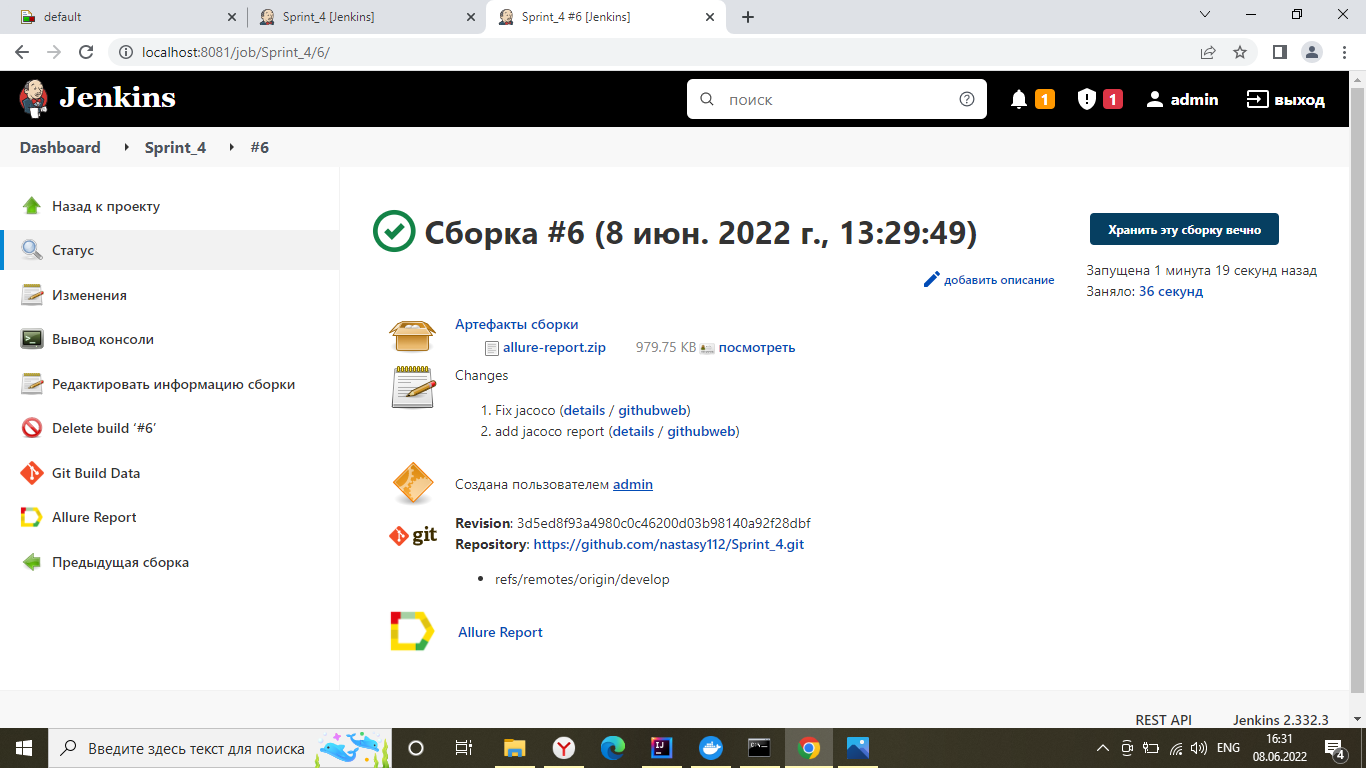 default
Sprint_4 [Jenkins]
Sprint_4 #6 [Jenkins]
localhost:8081/job/Sprint_4/6/
Jenkins
поиск
1
1
admin
выход
Dashboard
Sprint_4
#6
Назад к проекту
Статус
Изменения
Вывод консоли
Редактировать информацию сборки
Delete build ‘#6’
Git Build Data
Allure Report
Предыдущая сборка
Сборка #6 (8 июн. 2022 г., 13:29:49)
Хранить эту сборку вечно
Запущена 1 минута 19 секунд назад
Заняло: 36 секунд
добавить описание
Артефакты сборки
allure-report.zip 979.75 KB посмотреть
Changes
1. Fix jacoco (details / githubweb)
2. add jacoco report (details / githubweb)
Создана пользователем admin
git
Revision: 3d5ed8f93a4980c0c46200d03b98140a92f28dbf
Repository: https://github.com/nastasy112/Sprint_4.git
• refs/remotes/origin/develop
Allure Report
REST API
Jenkins 2.332.3
Введите здесь текст для поиска
ENG
16:31
08.06.2022
4